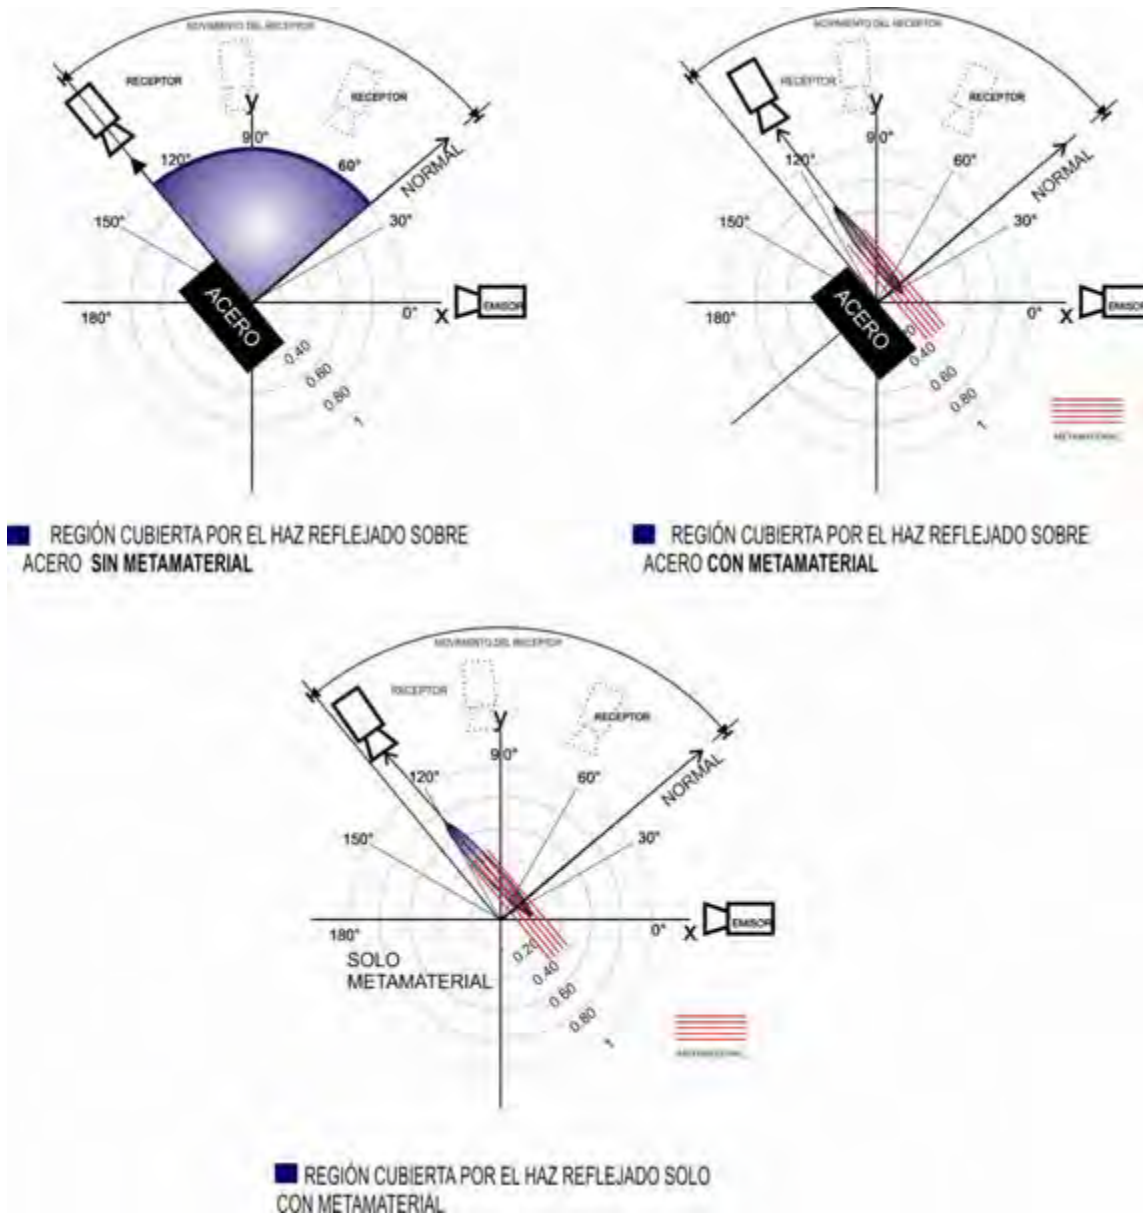 MOVIMIENTO DEL RECEPTOR
RECEPTOR
RECEPTOR
y
90°
120°
60°
NORMAL
150°
30°
ACERO
180°
0°
X
EMISOR
0.40
0.60
0.80
1
REGIÓN CUBIERTA POR EL HAZ REFLEJADO SOBRE
ACERO SIN METAMATERIAL
MOVIMIENTO DEL RECEPTOR
RECEPTOR
RECEPTOR
y
90°
120°
60°
NORMAL
150°
30°
ACERO
180°
0°
X
EMISOR
0.40
0.60
0.80
1
METAMATERIAL
REGIÓN CUBIERTA POR EL HAZ REFLEJADO SOBRE
ACERO CON METAMATERIAL
MOVIMIENTO DEL RECEPTOR
RECEPTOR
RECEPTOR
y
90°
120°
60°
NORMAL
150°
30°
180°
0°
X
EMISOR
SOLO
METAMATERIAL
0.20
0.40
0.60
0.80
1
METAMATERIAL
REGIÓN CUBIERTA POR EL HAZ REFLEJADO SOLO
CON METAMATERIAL